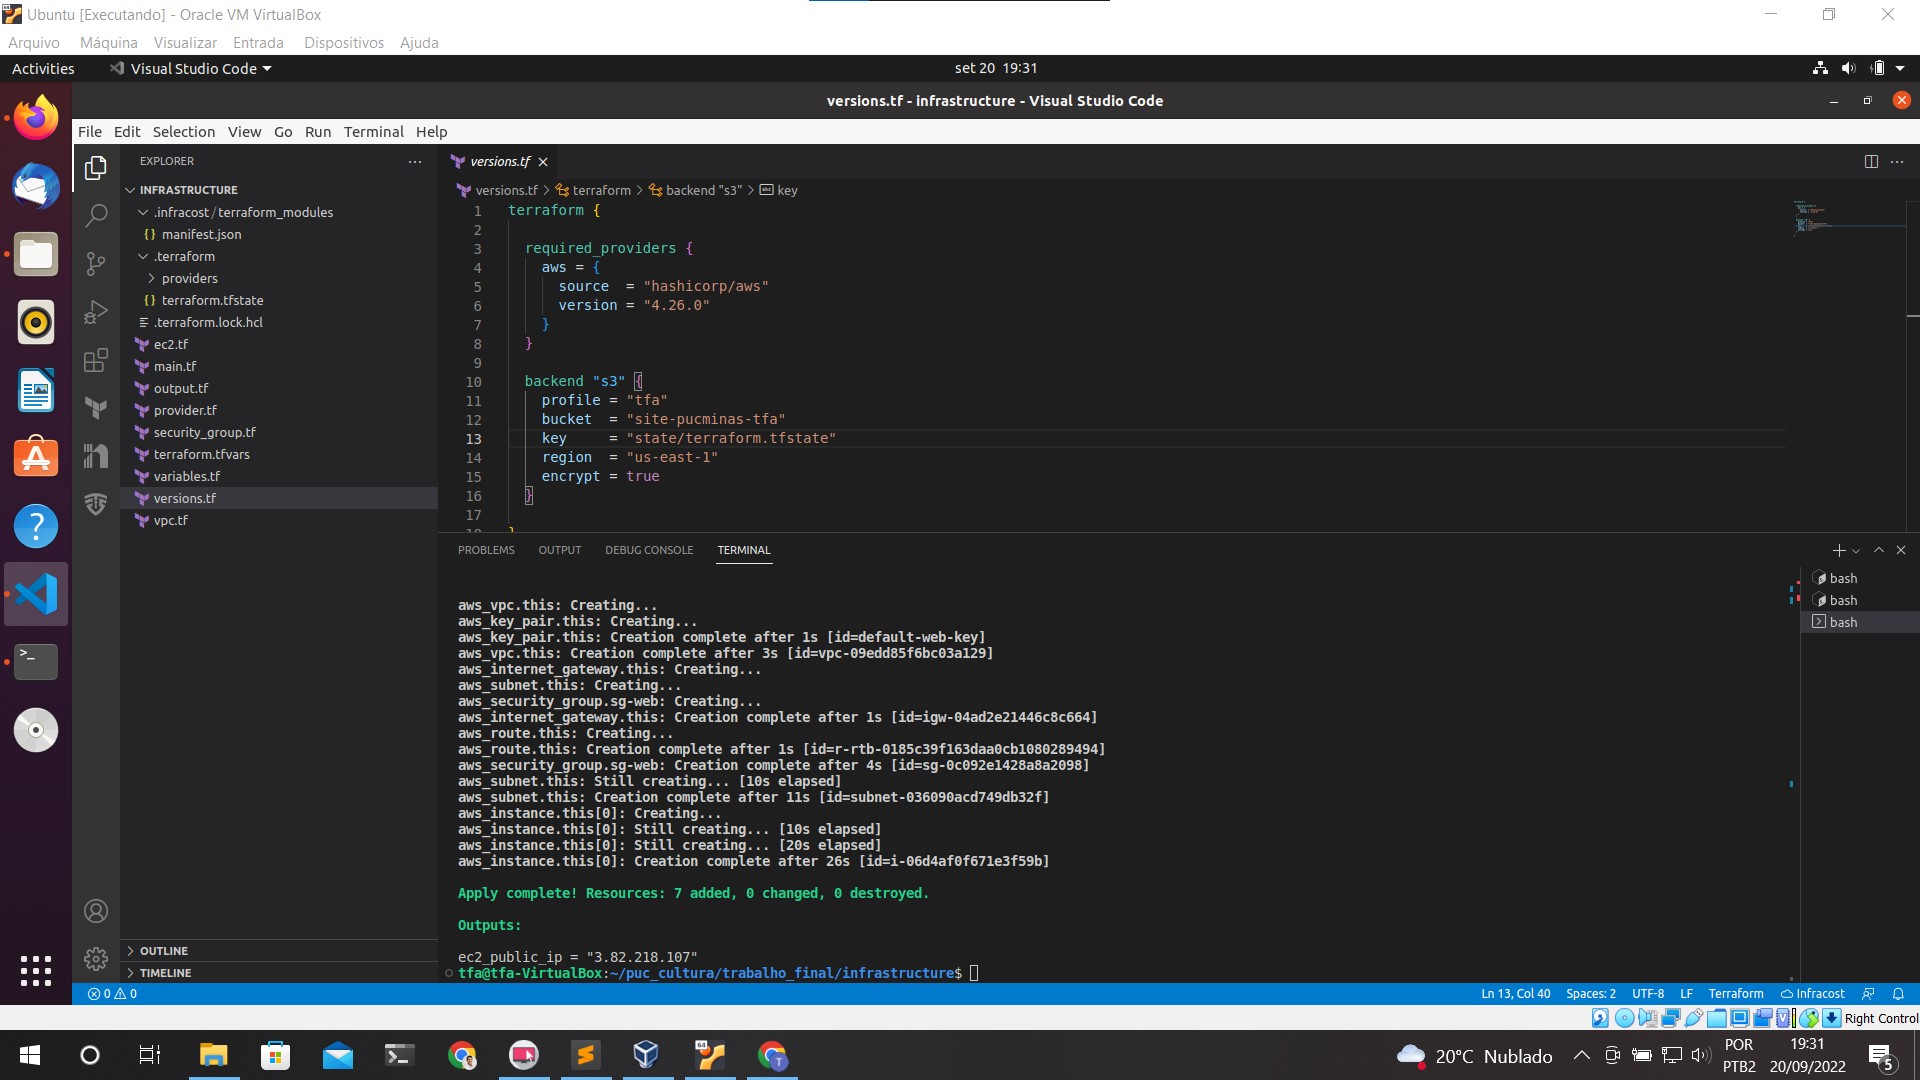 Ubuntu [Executando] - Oracle VM VirtualBox
Arquivo Máquina Visualizar Entrada Dispositivos Ajuda
Activities Visual Studio Code set 20 19:31
versions.tf - infrastructure - Visual Studio Code
File Edit Selection View Go Run Terminal Help
EXPLORER
INFRASTRUCTURE
.infracost / terraform_modules
{} manifest.json
.terraform
providers
{} terraform.tfstate
.terraform.lock.hcl
ec2.tf
main.tf
output.tf
provider.tf
security_group.tf
terraform.tfvars
variables.tf
versions.tf
vpc.tf
OUTLINE
TIMELINE
versions.tf
versions.tf > terraform > backend "s3" > key
1 terraform {
2
3 required_providers {
4 aws = {
5 source = "hashicorp/aws"
6 version = "4.26.0"
7 }
8 }
9
10 backend "s3" {
11 profile = "tfa"
12 bucket = "site-pucminas-tfa"
13 key = "state/terraform.tfstate"
14 region = "us-east-1"
15 encrypt = true
16 }
17
18 }
PROBLEMS OUTPUT DEBUG CONSOLE TERMINAL
bash
bash
bash
aws_vpc.this: Creating...
aws_key_pair.this: Creating...
aws_key_pair.this: Creation complete after 1s [id=default-web-key]
aws_vpc.this: Creation complete after 3s [id=vpc-09edd85f6bc03a129]
aws_internet_gateway.this: Creating...
aws_subnet.this: Creating...
aws_security_group.sg-web: Creating...
aws_internet_gateway.this: Creation complete after 1s [id=igw-04ad2e21446c8c664]
aws_route.this: Creating...
aws_route.this: Creation complete after 1s [id=r-rtb-0185c39f163daa0cb1080289494]
aws_security_group.sg-web: Creation complete after 4s [id=sg-0c092e1428a8a2098]
aws_subnet.this: Still creating... [10s elapsed]
aws_subnet.this: Creation complete after 11s [id=subnet-036090acd749db32f]
aws_instance.this[0]: Creating...
aws_instance.this[0]: Still creating... [10s elapsed]
aws_instance.this[0]: Still creating... [20s elapsed]
aws_instance.this[0]: Creation complete after 26s [id=i-06d4af0f671e3f59b]
Apply complete! Resources: 7 added, 0 changed, 0 destroyed.
Outputs:
ec2_public_ip = "3.82.218.107"
tfa@tfa-VirtualBox:~/puc_cultura/trabalho_final/infrastructure$
0 0 Ln 13, Col 40 Spaces: 2 UTF-8 LF Terraform Infracost
Right Control
20°C Nublado
POR
PTB2
19:31
20/09/2022
5